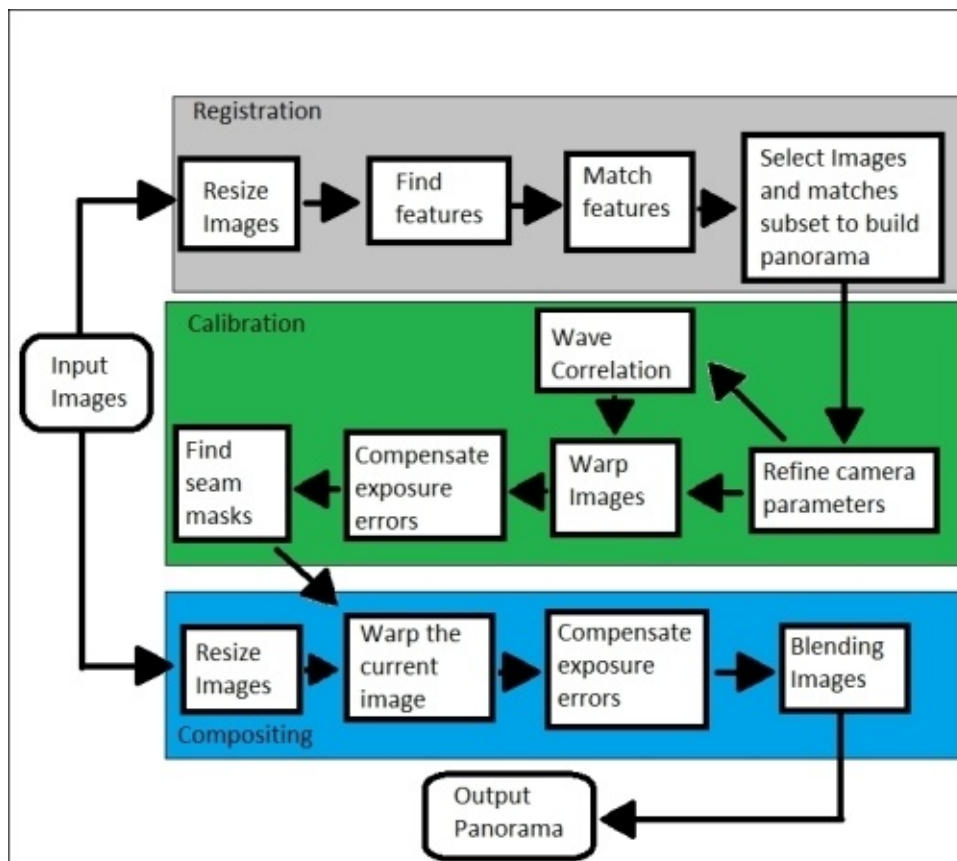 Registration
Resize
Images
Find
features
Match
features
Select Images
and matches
subset to build
panorama
Input
Images
Calibration
Wave
Correlation
Find
seam
masks
Compensate
exposure
errors
Warp
Images
Refine camera
parameters
Resize
Images
Warp the
current
image
Compensate
exposure
errors
Blending
Images
Compositing
Output
Panorama